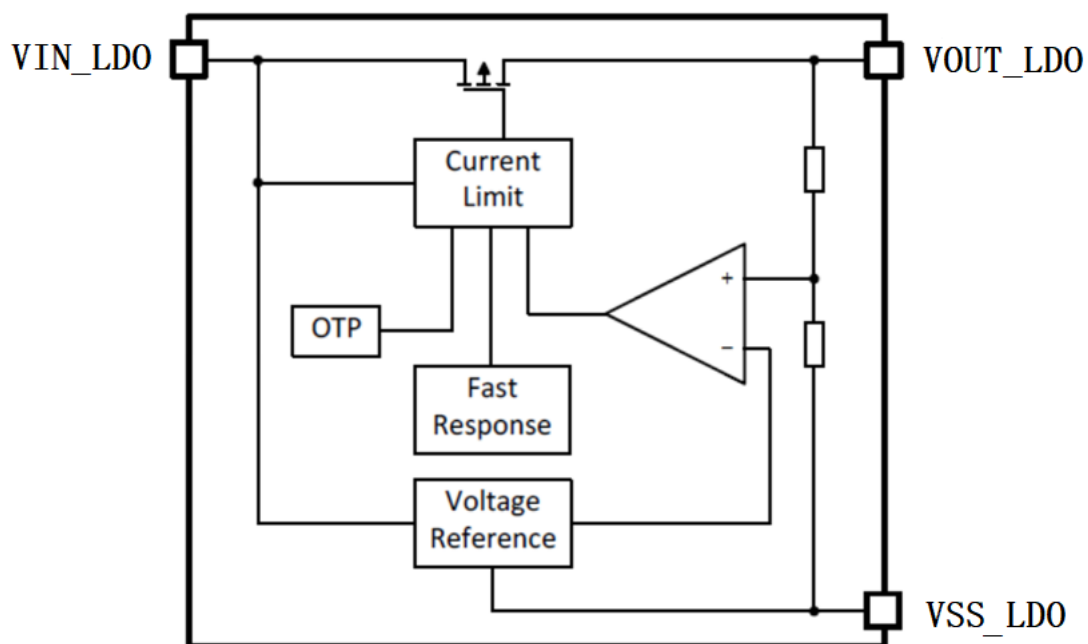 VIN_LDO
VOUT_LDO
Current
Limit
+
−
OTP
Fast
Response
Voltage
Reference
VSS_LDO